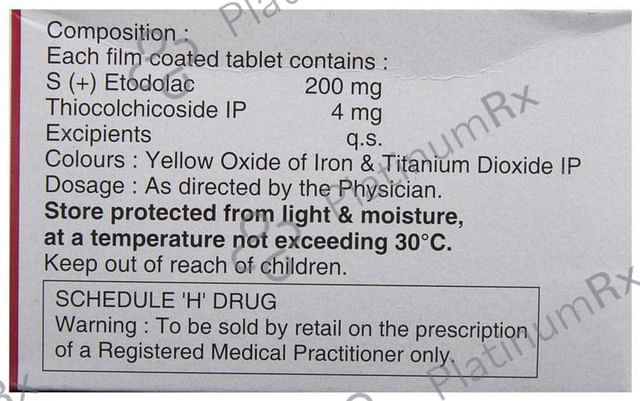 Composition :
Each film coated tablet contains :
S (+) Etodolac 200 mg
Thiocolchicoside IP 4 mg
Excipients q.s.
Colours : Yellow Oxide of Iron & Titanium Dioxide IP
Dosage : As directed by the Physician.
Store protected from light & moisture,
at a temperature not exceeding 30°C.
Keep out of reach of children.
SCHEDULE 'H' DRUG
Warning : To be sold by retail on the prescription
of a Registered Medical Practitioner only.
PlatinumRx
PlatinumRx